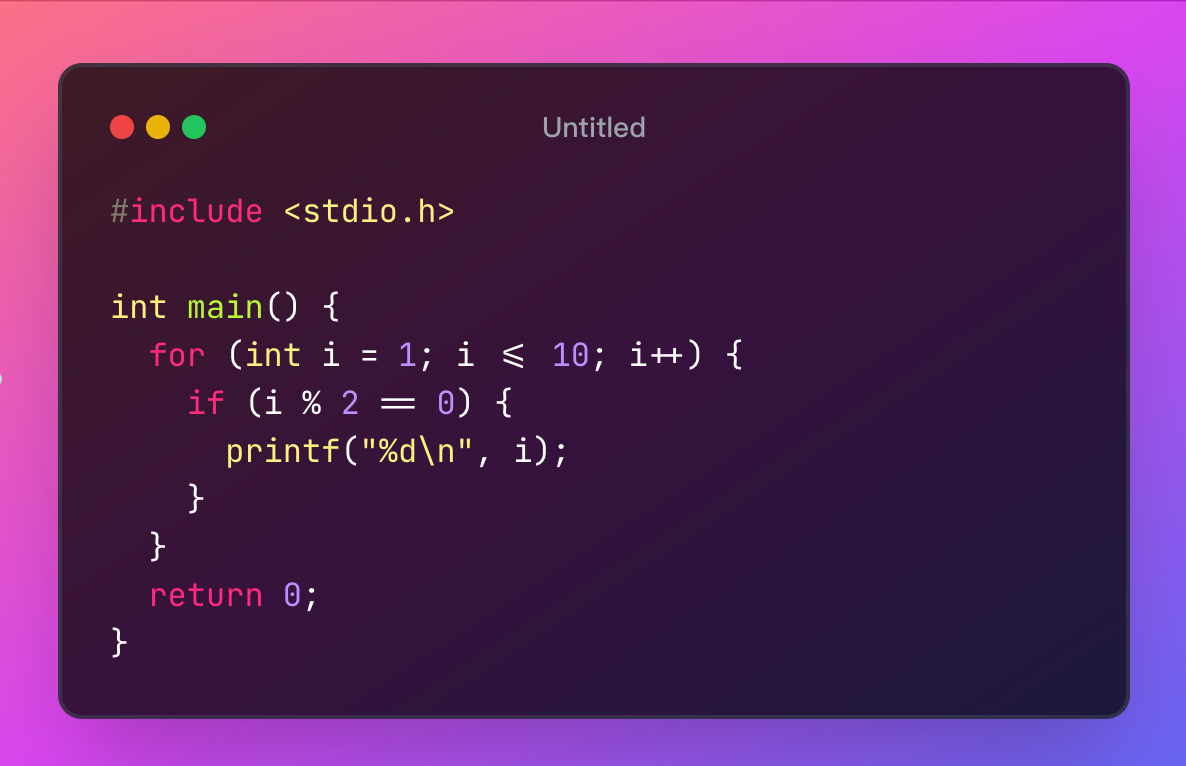 Untitled
#include <stdio.h>

int main() {
  for (int i = 1; i <= 10; i++) {
    if (i % 2 == 0) {
      printf("%d\n", i);
    }
  }
  return 0;
}